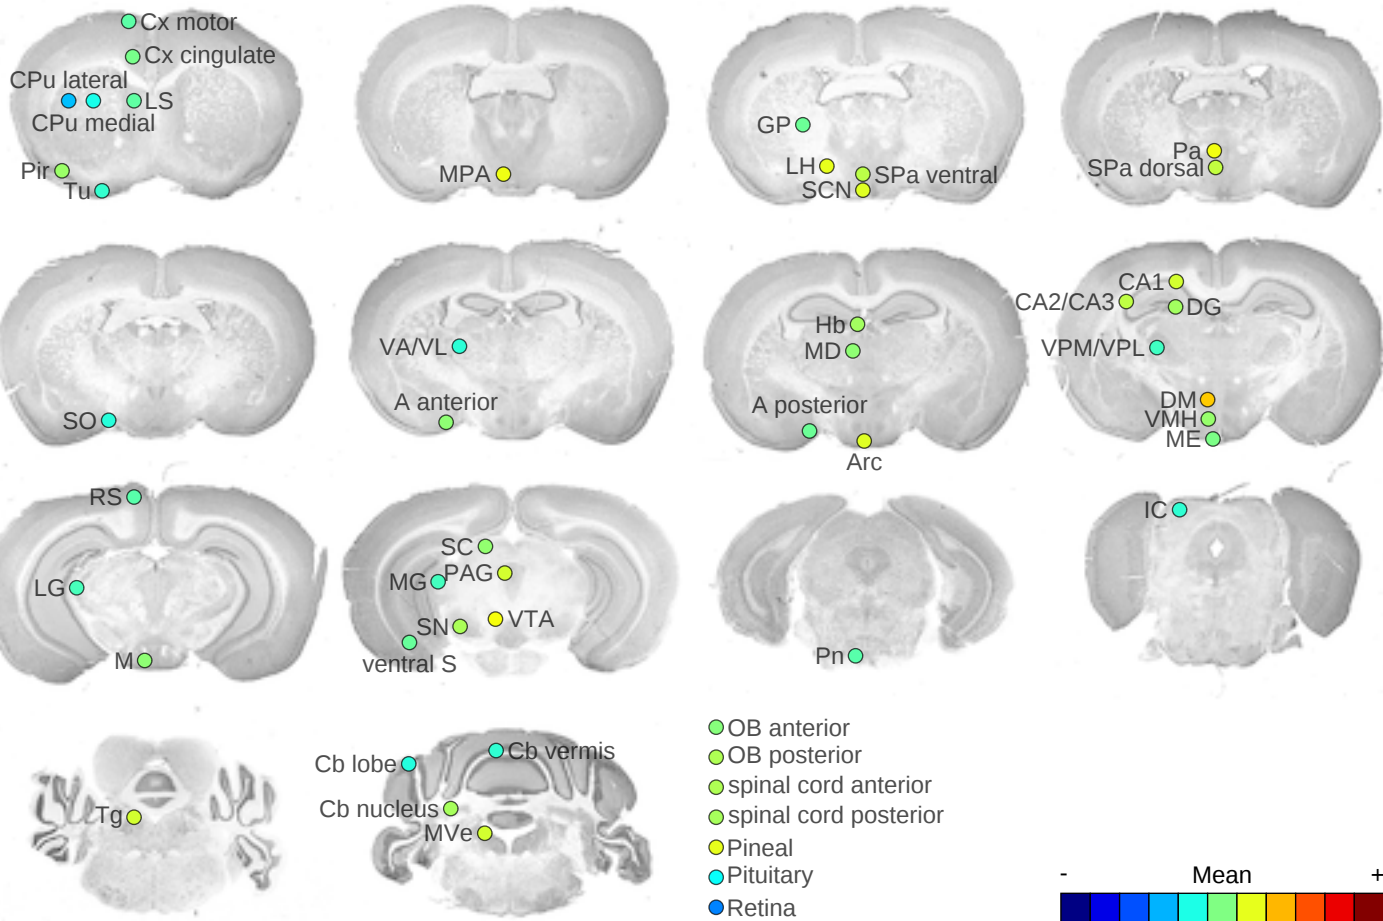 Cx motor
Cx cingulate
CPu lateral
LS
CPu medial
Pir
Tu
MPA
GP
LH
SPa ventral
SCN
Pa
SPa dorsal
SO
VA/VL
A anterior
Hb
MD
A posterior
Arc
CA1
CA2/CA3
DG
VPM/VPL
DM
VMH
ME
RS
LG
M
SC
MG
PAG
SN
VTA
ventral S
Pn
IC
Tg
Cb lobe
Cb vermis
Cb nucleus
MVe
OB anterior
OB posterior
spinal cord anterior
spinal cord posterior
Pineal
Pituitary
Retina
- Mean +